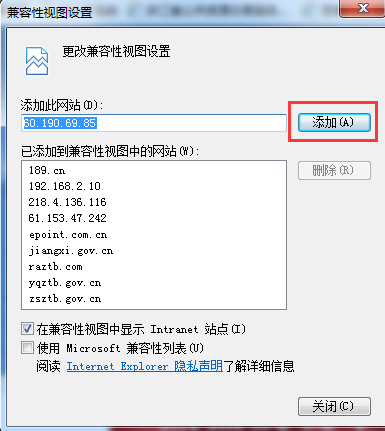 兼容性视图设置
更改兼容性视图设置
添加此网站(D):
60.190.69.85
添加(A)
已添加到兼容性视图中的网站(W):
189.cn
192.168.2.10
218.4.136.116
61.153.47.242
epoint.com.cn
jiangxi.gov.cn
raztb.com
yqztb.gov.cn
zsztb.gov.cn
删除(R)
在兼容性视图中显示 Intranet 站点(I)
使用 Microsoft 兼容性列表(U)
阅读 Internet Explorer 隐私声明了解详细信息
关闭(C)